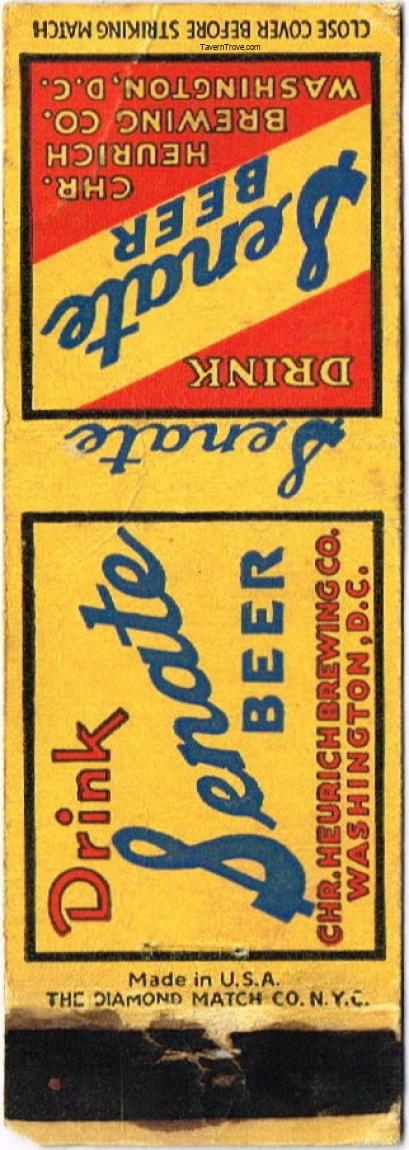 CLOSE COVER BEFORE STRIKING MATCH
TavernTrove.com
DRINK
Senate
BEER
CHR.
HEURICH
BREWING CO.
WASHINGTON, D.C.
Senate
Drink
Senate
BEER
CHR. HEURICH BREWING CO.
WASHINGTON, D.C.
Made in U.S.A.
THE DIAMOND MATCH CO. N.Y.C.